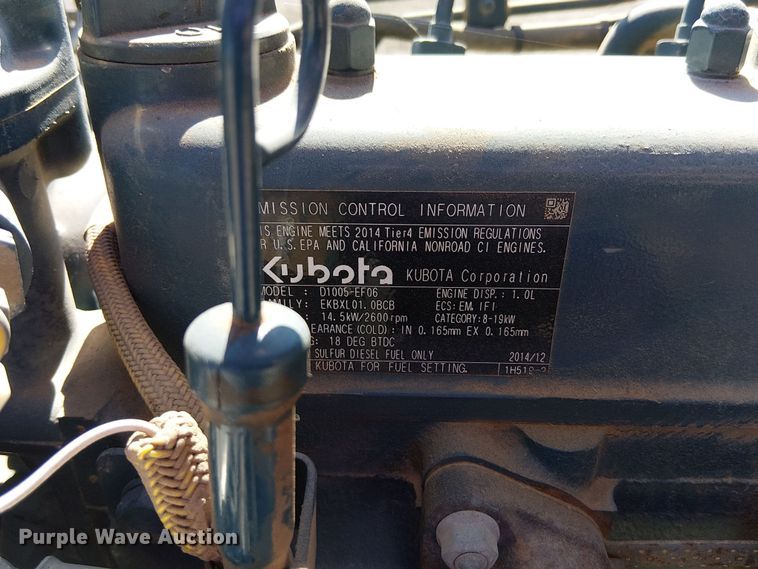 MISSION CONTROL INFORMATION
IS ENGINE MEETS 2014 Tier4 EMISSION REGULATIONS
R U.S. EPA AND CALIFORNIA NONROAD CI ENGINES.
Kubota KUBOTA Corporation
MODEL : D1005-EF06 ENGINE DISP.: 1.0L
AMILY: EKBXL01.0BCB ECS: EM, IFI
: 14.5kW/2600rpm CATEGORY: 8-19kW
EARANCE (COLD) : IN 0.165mm EX 0.165mm
G: 18 DEG BTDC
SULFUR DIESEL FUEL ONLY 2014/12
KUBOTA FOR FUEL SETTING.
Purple Wave Auction